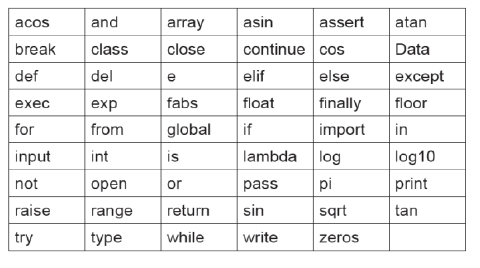 acos and array asin assert atan
break class close continue cos Data
def del e elif else except
exec exp fabs float finally floor
for from global if import in
input int is lambda log log10
not open or pass pi print
raise range return sin sqrt tan
try type while write zeros